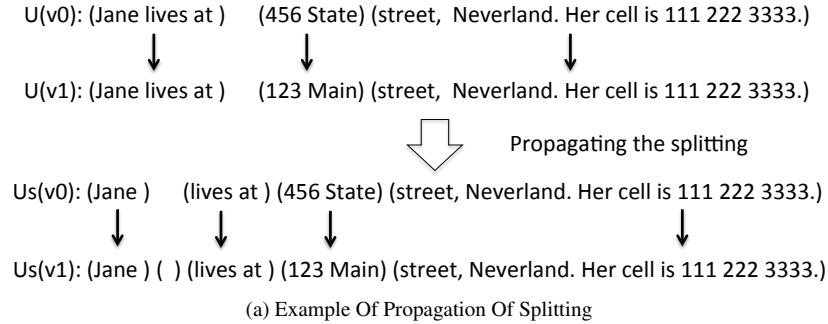 U(v0): (Jane lives at ) (456 State) (street, Neverland. Her cell is 111 222 3333.)
U(v1): (Jane lives at ) (123 Main) (street, Neverland. Her cell is 111 222 3333.)
Propagating the splitting
Us(v0): (Jane ) (lives at ) (456 State) (street, Neverland. Her cell is 111 222 3333.)
Us(v1): (Jane ) ( ) (lives at ) (123 Main) (street, Neverland. Her cell is 111 222 3333.)
(a) Example Of Propagation Of Splitting